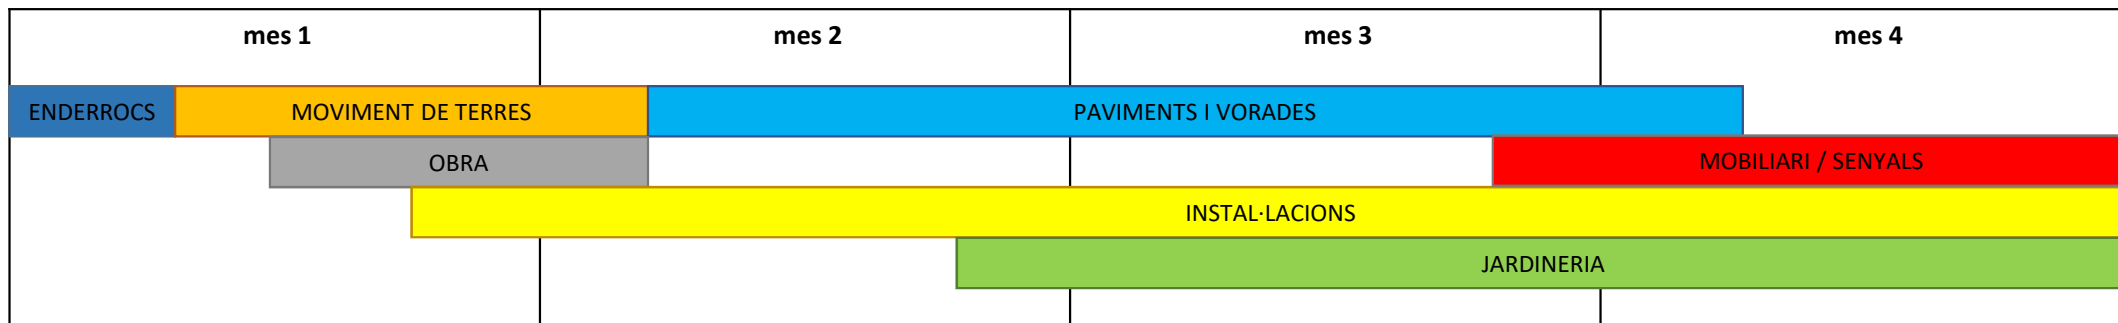 mes 1 mes 2 mes 3 mes 4
ENDERROCS MOVIMENT DE TERRES PAVIMENTS I VORADES
OBRA MOBILIARI / SENYALS
INSTAL·LACIONS
JARDINERIA